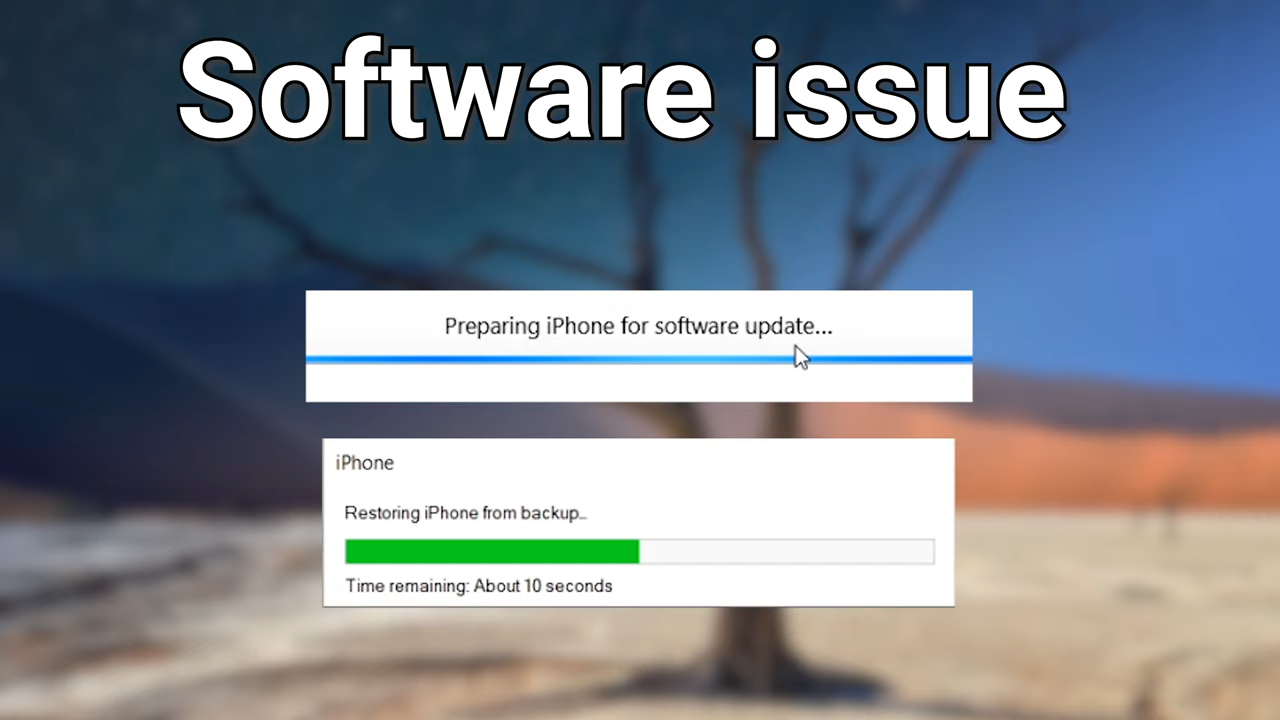 Software issue
Preparing iPhone for software update...
iPhone
Restoring iPhone from backup...
Time remaining: About 10 seconds